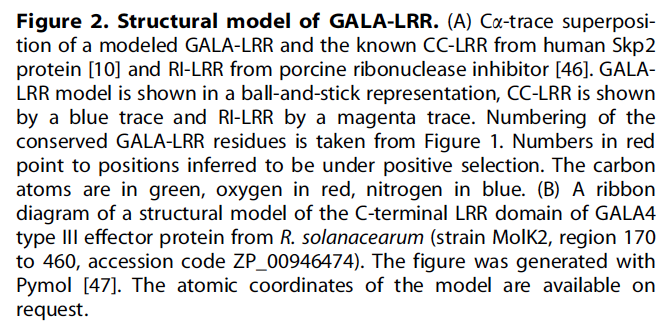 Figure 2. Structural model of GALA-LRR. (A) Cα-trace superposi-
tion of a modeled GALA-LRR and the known CC-LRR from human Skp2
protein [10] and RI-LRR from porcine ribonuclease inhibitor [46]. GALA-
LRR model is shown in a ball-and-stick representation, CC-LRR is shown
by a blue trace and RI-LRR by a magenta trace. Numbering of the
conserved GALA-LRR residues is taken from Figure 1. Numbers in red
point to positions inferred to be under positive selection. The carbon
atoms are in green, oxygen in red, nitrogen in blue. (B) A ribbon
diagram of a structural model of the C-terminal LRR domain of GALA4
type III effector protein from R. solanacearum (strain MolK2, region 170
to 460, accession code ZP_00946474). The figure was generated with
Pymol [47]. The atomic coordinates of the model are available on
request.